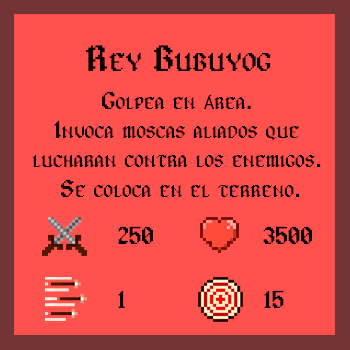 Rey Bubuyog
Golpea en área.
Invoca moscas aliados que
lucharan contra los enemigos.
Se coloca en el terreno.
250 3500
1 15